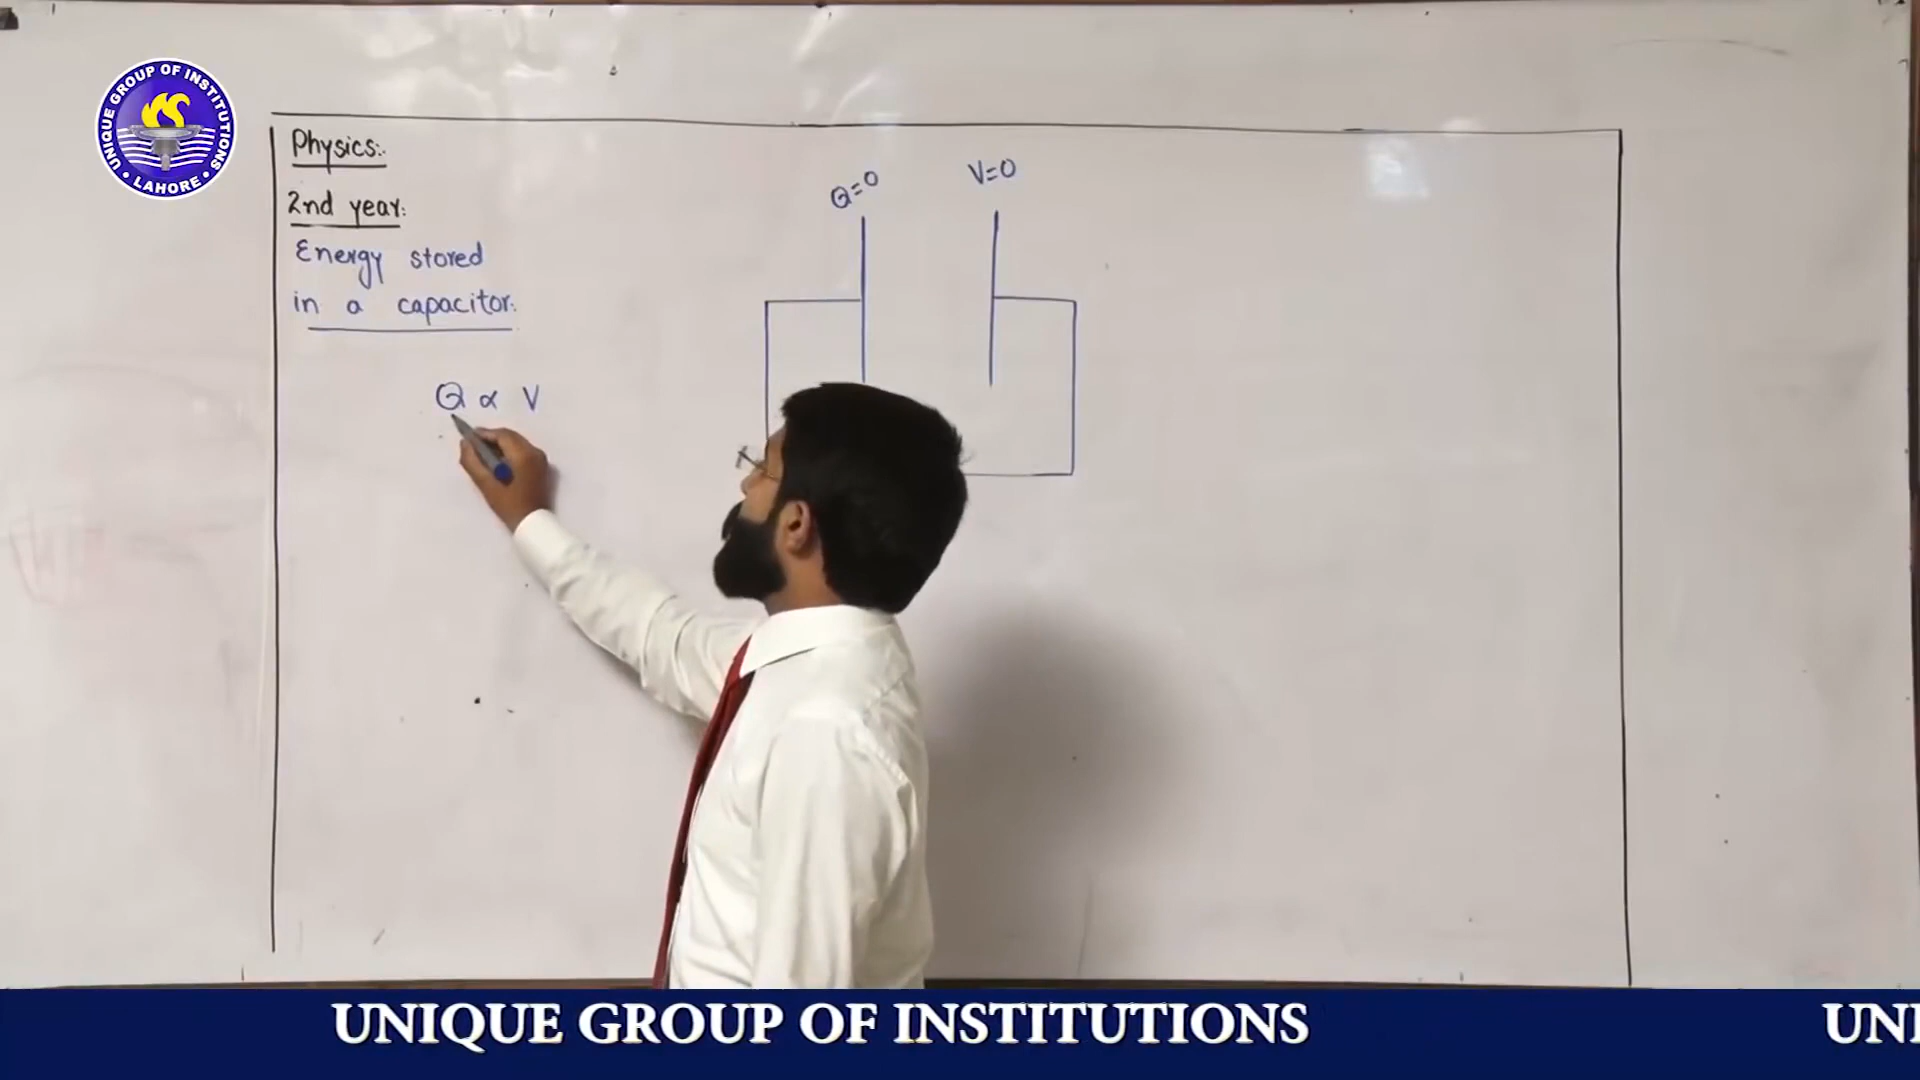 UNIQUE GROUP OF INSTITUTIONS
• LAHORE •
Physics:
2nd year:
Energy stored
in a capacitor:
Q ∝ V
Q=0
V=0
UNIQUE GROUP OF INSTITUTIONS
UNI